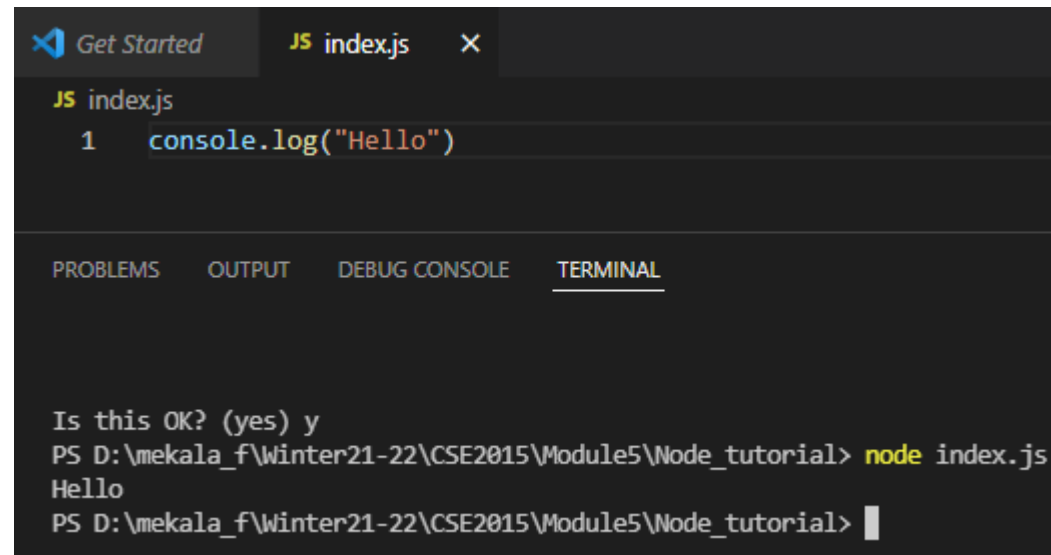 Get Started JS index.js ×
JS index.js
1 console.log("Hello")
PROBLEMS OUTPUT DEBUG CONSOLE TERMINAL
Is this OK? (yes) y
PS D:\mekala_f\Winter21-22\CSE2015\Module5\Node_tutorial> node index.js
Hello
PS D:\mekala_f\Winter21-22\CSE2015\Module5\Node_tutorial>